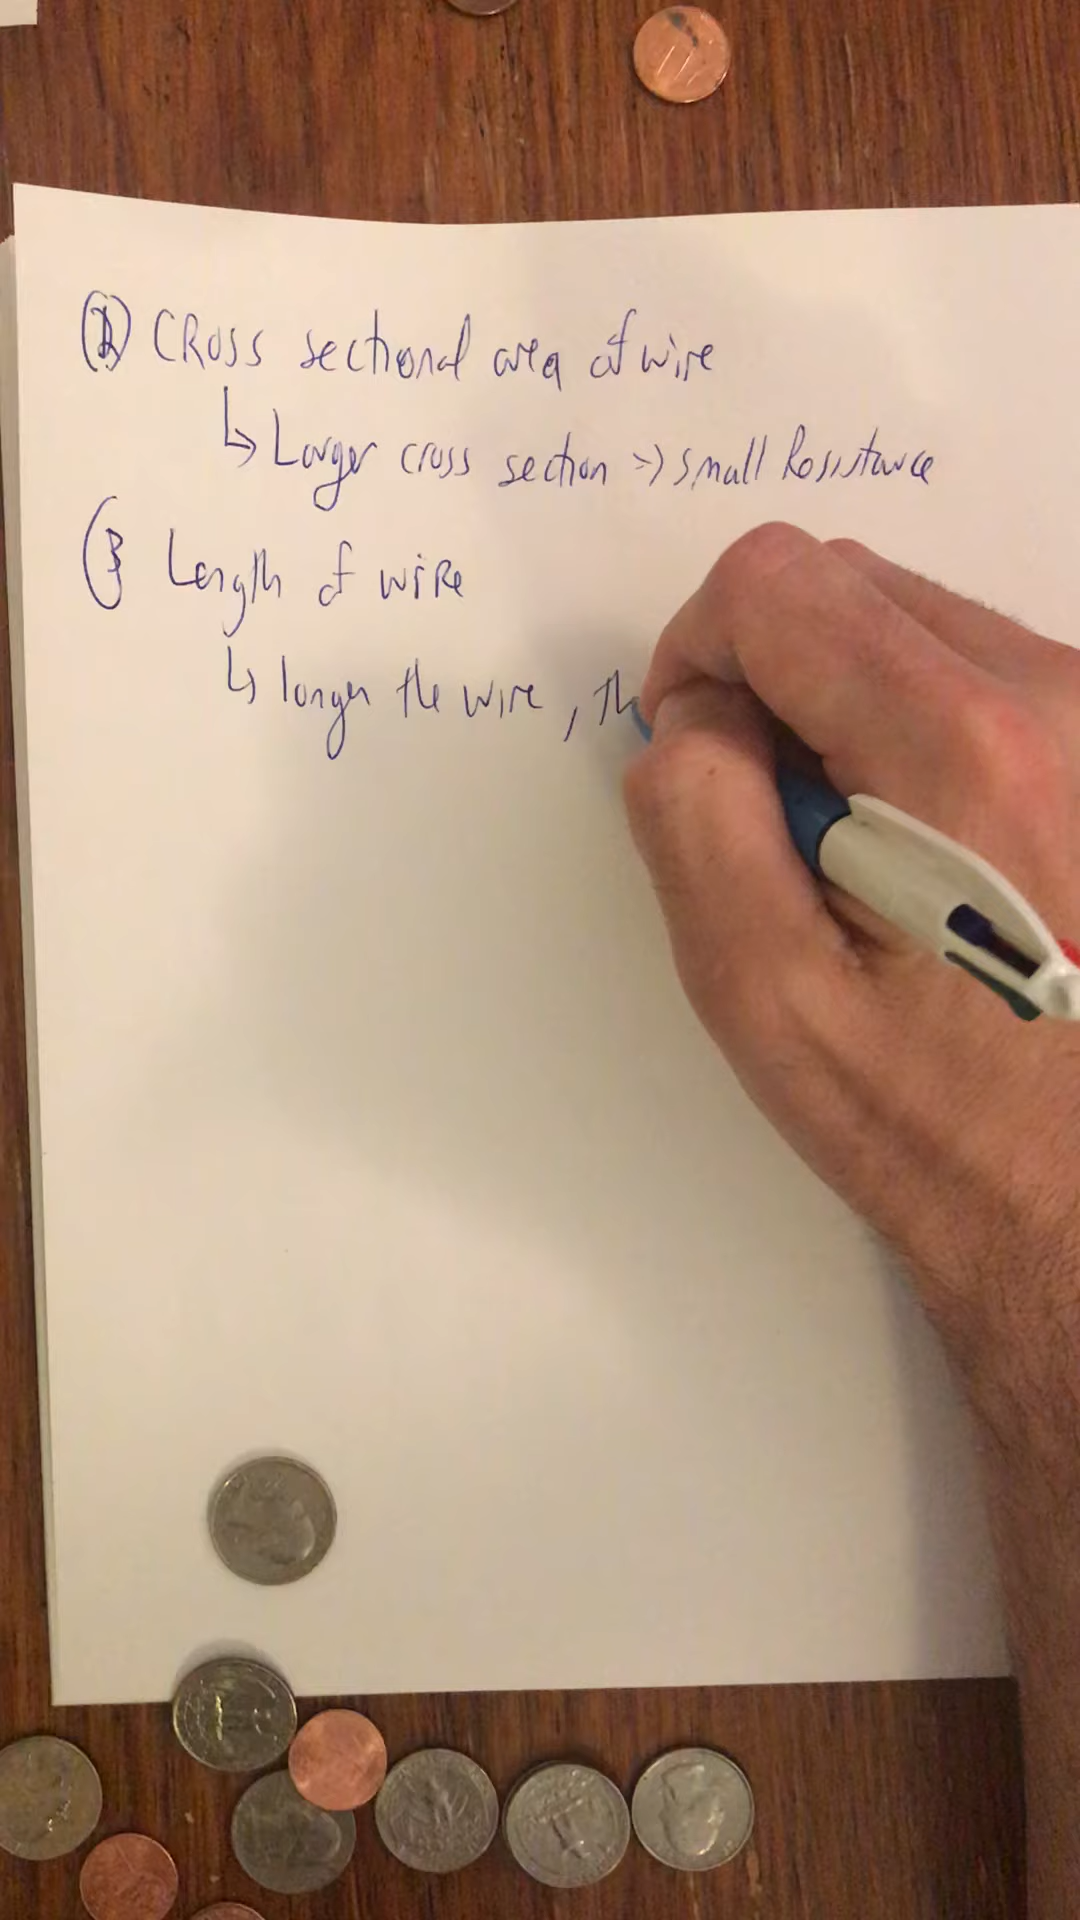 ② CROSS sectional area of wire
↳ Larger cross section => small Resistance
③ Length of wiRe
↳ longer the wire, th